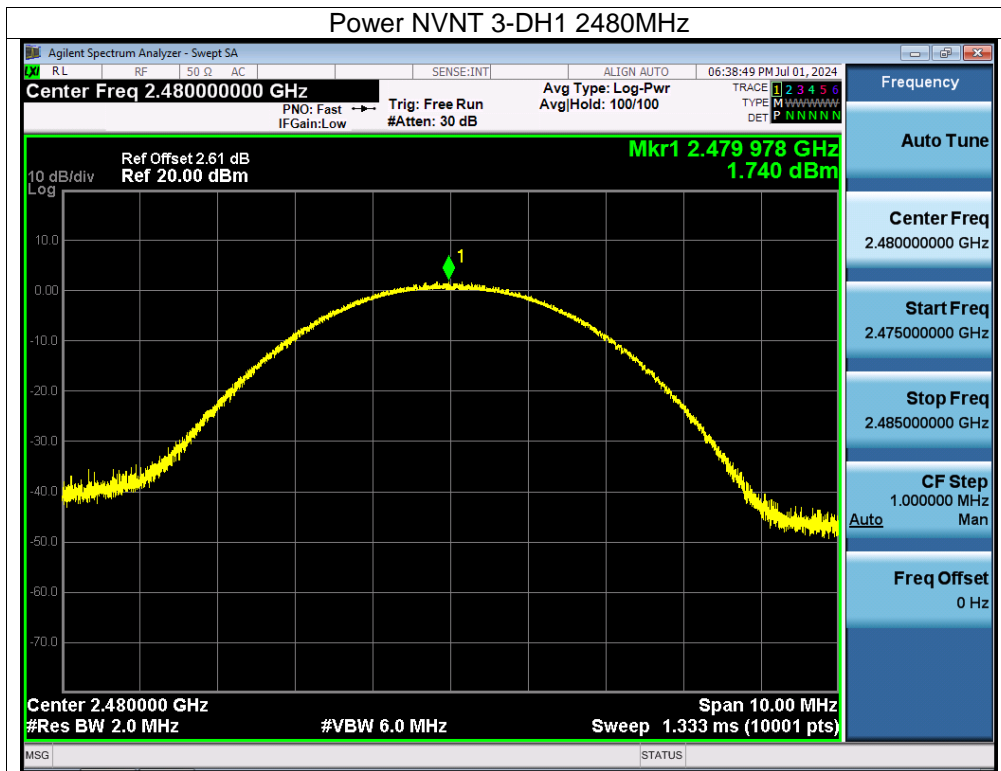 Power NVNT 3-DH1 2480MHz
Agilent Spectrum Analyzer - Swept SA
LXI RL RF 50 Ω AC SENSE:INT ALIGN AUTO 06:38:49 PM Jul 01, 2024
Center Freq 2.480000000 GHz
PNO: Fast
IFGain:Low
Trig: Free Run
#Atten: 30 dB
Avg Type: Log-Pwr
Avg|Hold: 100/100
TRACE 1 2 3 4 5 6
TYPE M WWWWW
DET P N N N N N
Mkr1 2.479 978 GHz
1.740 dBm
Ref Offset 2.61 dB
10 dB/div Ref 20.00 dBm
Log
10.0
0.00
-10.0
-20.0
-30.0
-40.0
-50.0
-60.0
-70.0
1
Center 2.480000 GHz Span 10.00 MHz
#Res BW 2.0 MHz #VBW 6.0 MHz Sweep 1.333 ms (10001 pts)
MSG STATUS
Frequency
Auto Tune
Center Freq
2.480000000 GHz
Start Freq
2.475000000 GHz
Stop Freq
2.485000000 GHz
CF Step
1.000000 MHz
Auto Man
Freq Offset
0 Hz